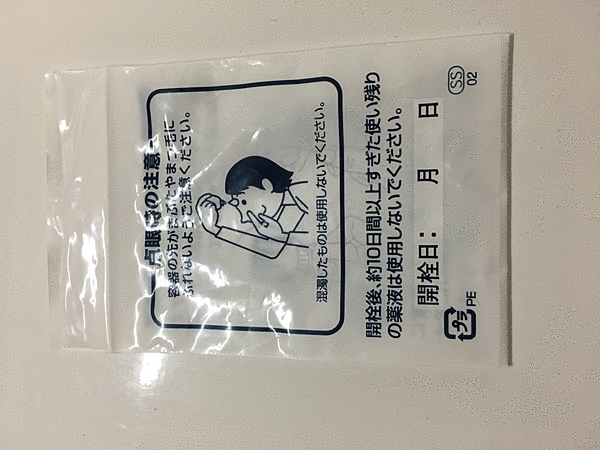 点眼時の注意
容器の先がまぶたやまつ毛に
ふれないようご注意ください。
混濁したものは使用しないでください。
開栓後、約10日間以上すぎた使い残り
の薬液は使用しないでください。
開栓日： 月 日
プラ PE
SS
02